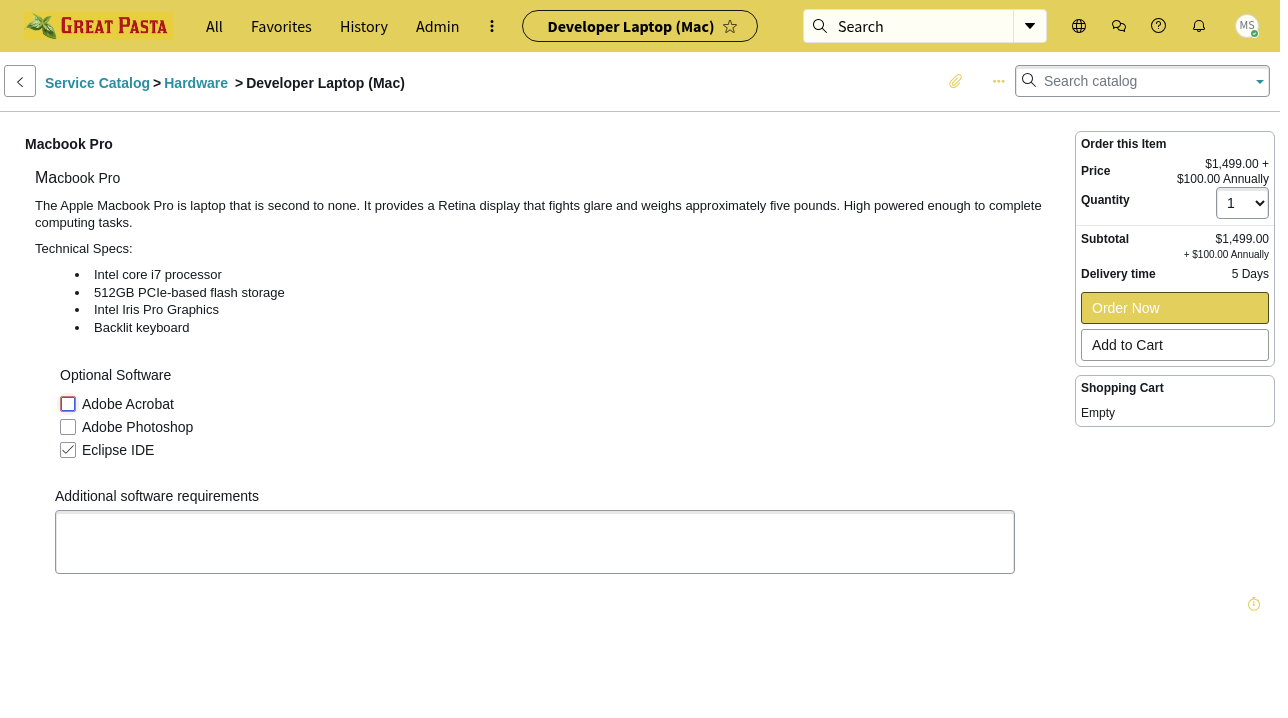 GREAT PASTA All Favorites History Admin Developer Laptop (Mac) Search MS
Service Catalog > Hardware > Developer Laptop (Mac) Search catalog
Macbook Pro
Macbook Pro
The Apple Macbook Pro is laptop that is second to none. It provides a Retina display that fights glare and weighs approximately five pounds. High powered enough to complete
computing tasks.
Technical Specs:
Intel core i7 processor
512GB PCIe-based flash storage
Intel Iris Pro Graphics
Backlit keyboard
Optional Software
Adobe Acrobat
Adobe Photoshop
Eclipse IDE
Additional software requirements
Order this Item
Price $1,499.00 +
$100.00 Annually
Quantity 1
Subtotal $1,499.00
+ $100.00 Annually
Delivery time 5 Days
Order Now
Add to Cart
Shopping Cart
Empty